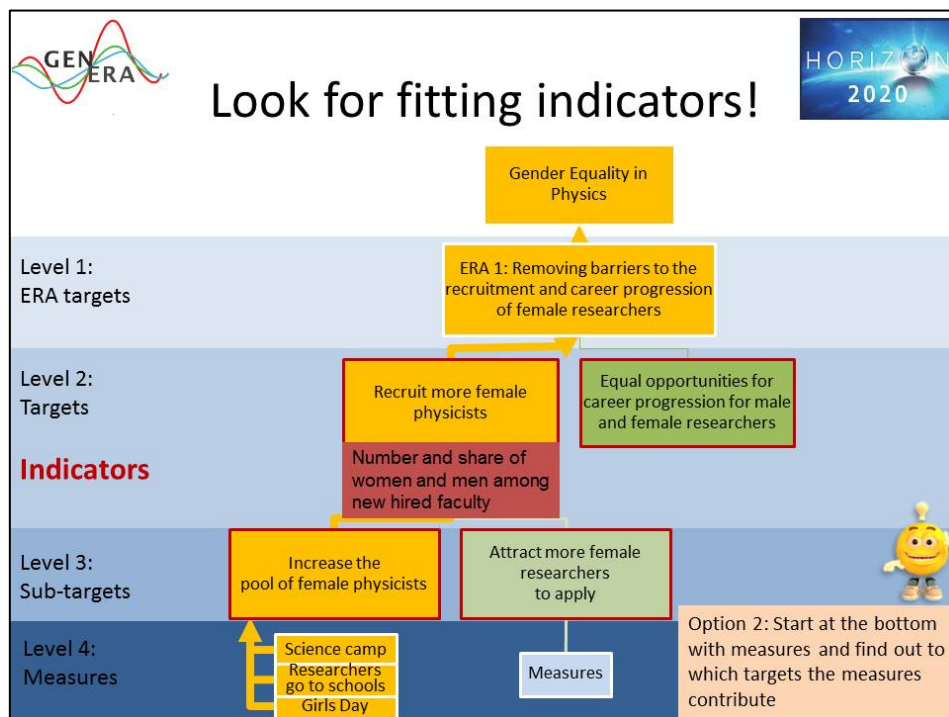 GEN
ERA
HORIZON
2020
Look for fitting indicators!
Gender Equality in
Physics
Level 1:
ERA targets
ERA 1: Removing barriers to the
recruitment and career progression
of female researchers
Level 2:
Targets
Recruit more female
physicists
Equal opportunities for
career progression for male
and female researchers
Indicators
Number and share of
women and men among
new hired faculty
Level 3:
Sub-targets
Increase the
pool of female physicists
Attract more female
researchers
to apply
Level 4:
Measures
Science camp
Researchers
go to schools
Girls Day
Measures
Option 2: Start at the bottom
with measures and find out to
which targets the measures
contribute